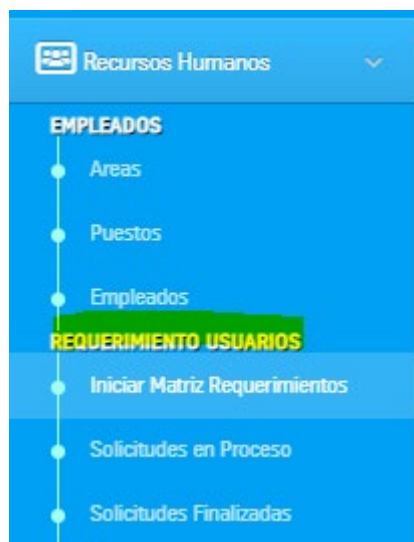 Recursos Humanos
EMPLEADOS
Areas
Puestos
Empleados
REQUERIMIENTO USUARIOS
Iniciar Matriz Requerimientos
Solicitudes en Proceso
Solicitudes Finalizadas